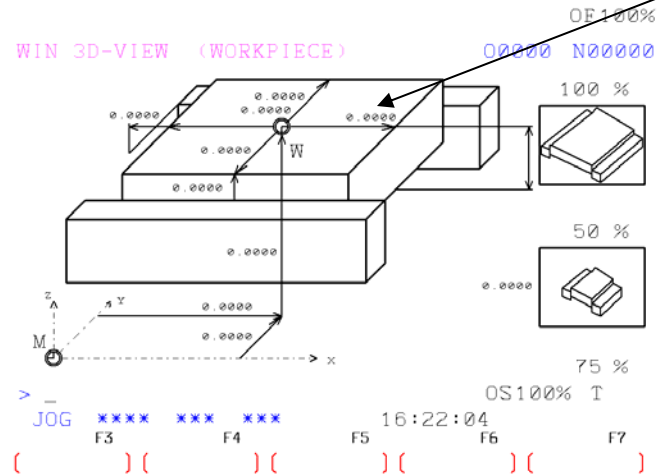 OF100%
WIN 3D-VIEW (WORKPIECE) O0000 N00000
100 %
0.0000
0.0000
0.0000
0.0000
W
0.0000
0.0000
50 %
0.0000
0.0000
Z
Y
0.0000
0.0000
M
X
75 %
> _
OS100% T
JOG **** *** *** 16:22:04
F3 F4 F5 F6 F7
( ) ( ) ( ) ( ) ( )